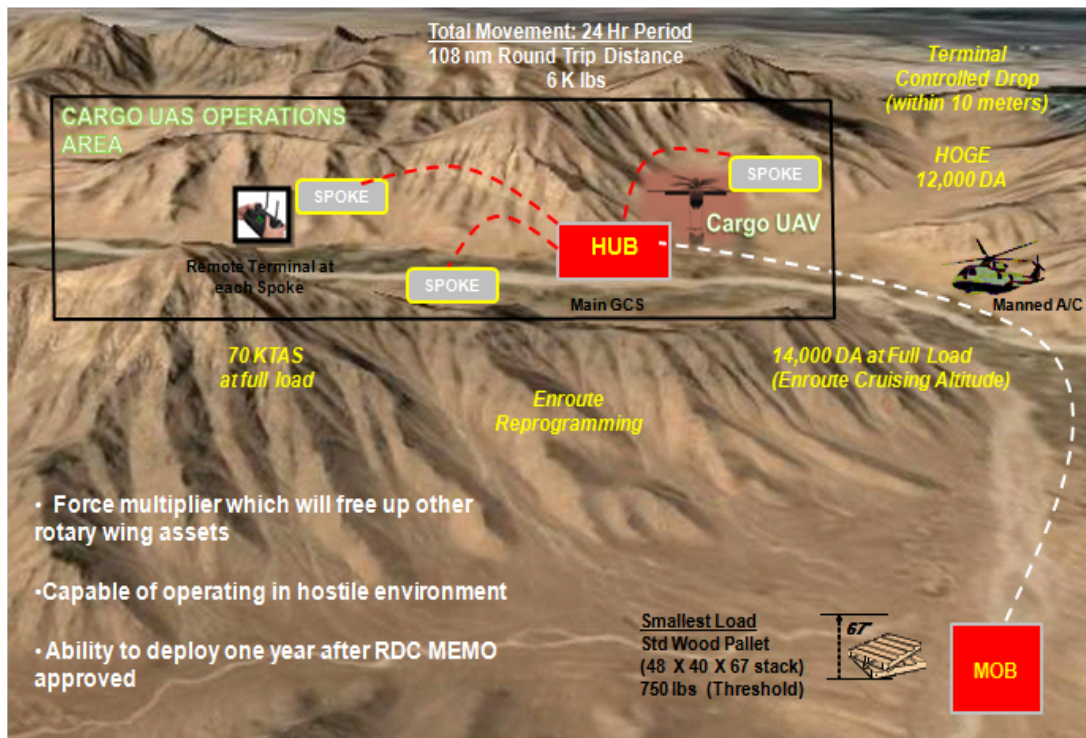 Total Movement: 24 Hr Period
108 nm Round Trip Distance
6 K lbs
Terminal
Controlled Drop
(within 10 meters)
CARGO UAS OPERATIONS
AREA
HOGE
12,000 DA
SPOKE
SPOKE
Cargo UAV
HUB
Remote Terminal at
each Spoke
SPOKE
Main GCS
Manned A/C
70 KTAS
at full load
14,000 DA at Full Load
(Enroute Cruising Altitude)
Enroute
Reprogramming
• Force multiplier which will free up other
rotary wing assets
•Capable of operating in hostile environment
• Ability to deploy one year after RDC MEMO
approved
Smallest Load
Std Wood Pallet
(48 X 40 X 67 stack)
750 lbs (Threshold)
67"
MOB